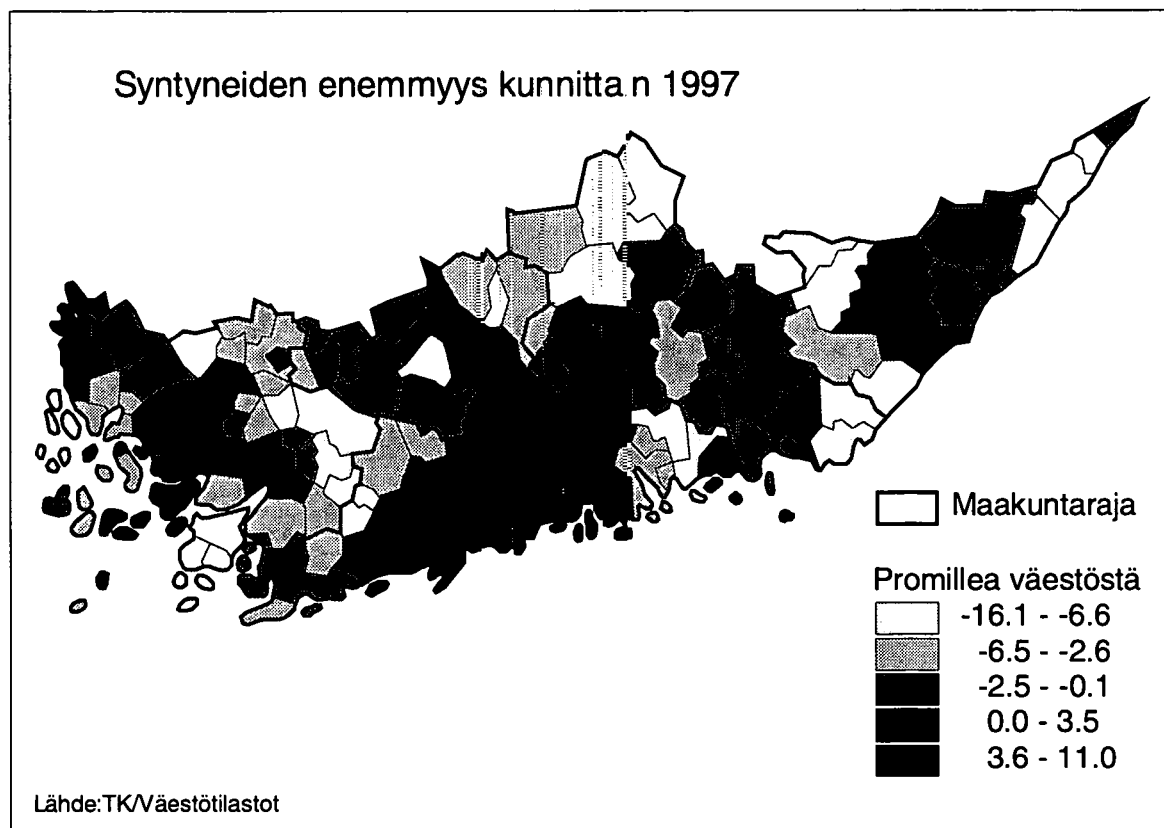 Syntyneiden enemmyys kunnitta.n 1997
Maakuntaraja
Promillea väestöstä
-16.1 - -6.6
-6.5 - -2.6
-2.5 - -0.1
0.0 - 3.5
3.6 - 11.0
Lähde:TK/Väestötilastot